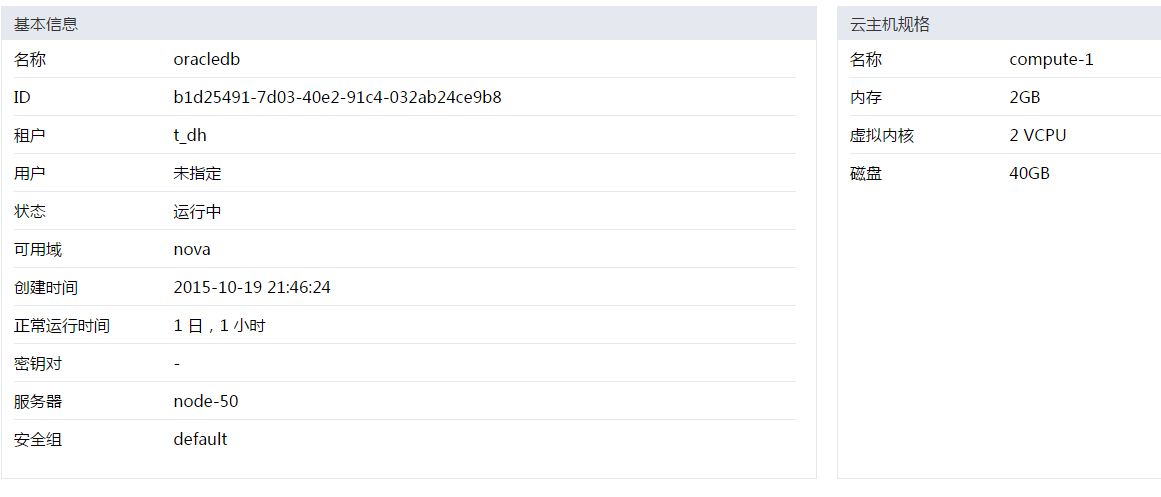 基本信息
名称 oracledb
ID b1d25491-7d03-40e2-91c4-032ab24ce9b8
租户 t_dh
用户 未指定
状态 运行中
可用域 nova
创建时间 2015-10-19 21:46:24
正常运行时间 1 日，1 小时
密钥对 -
服务器 node-50
安全组 default
云主机规格
名称 compute-1
内存 2GB
虚拟内核 2 VCPU
磁盘 40GB